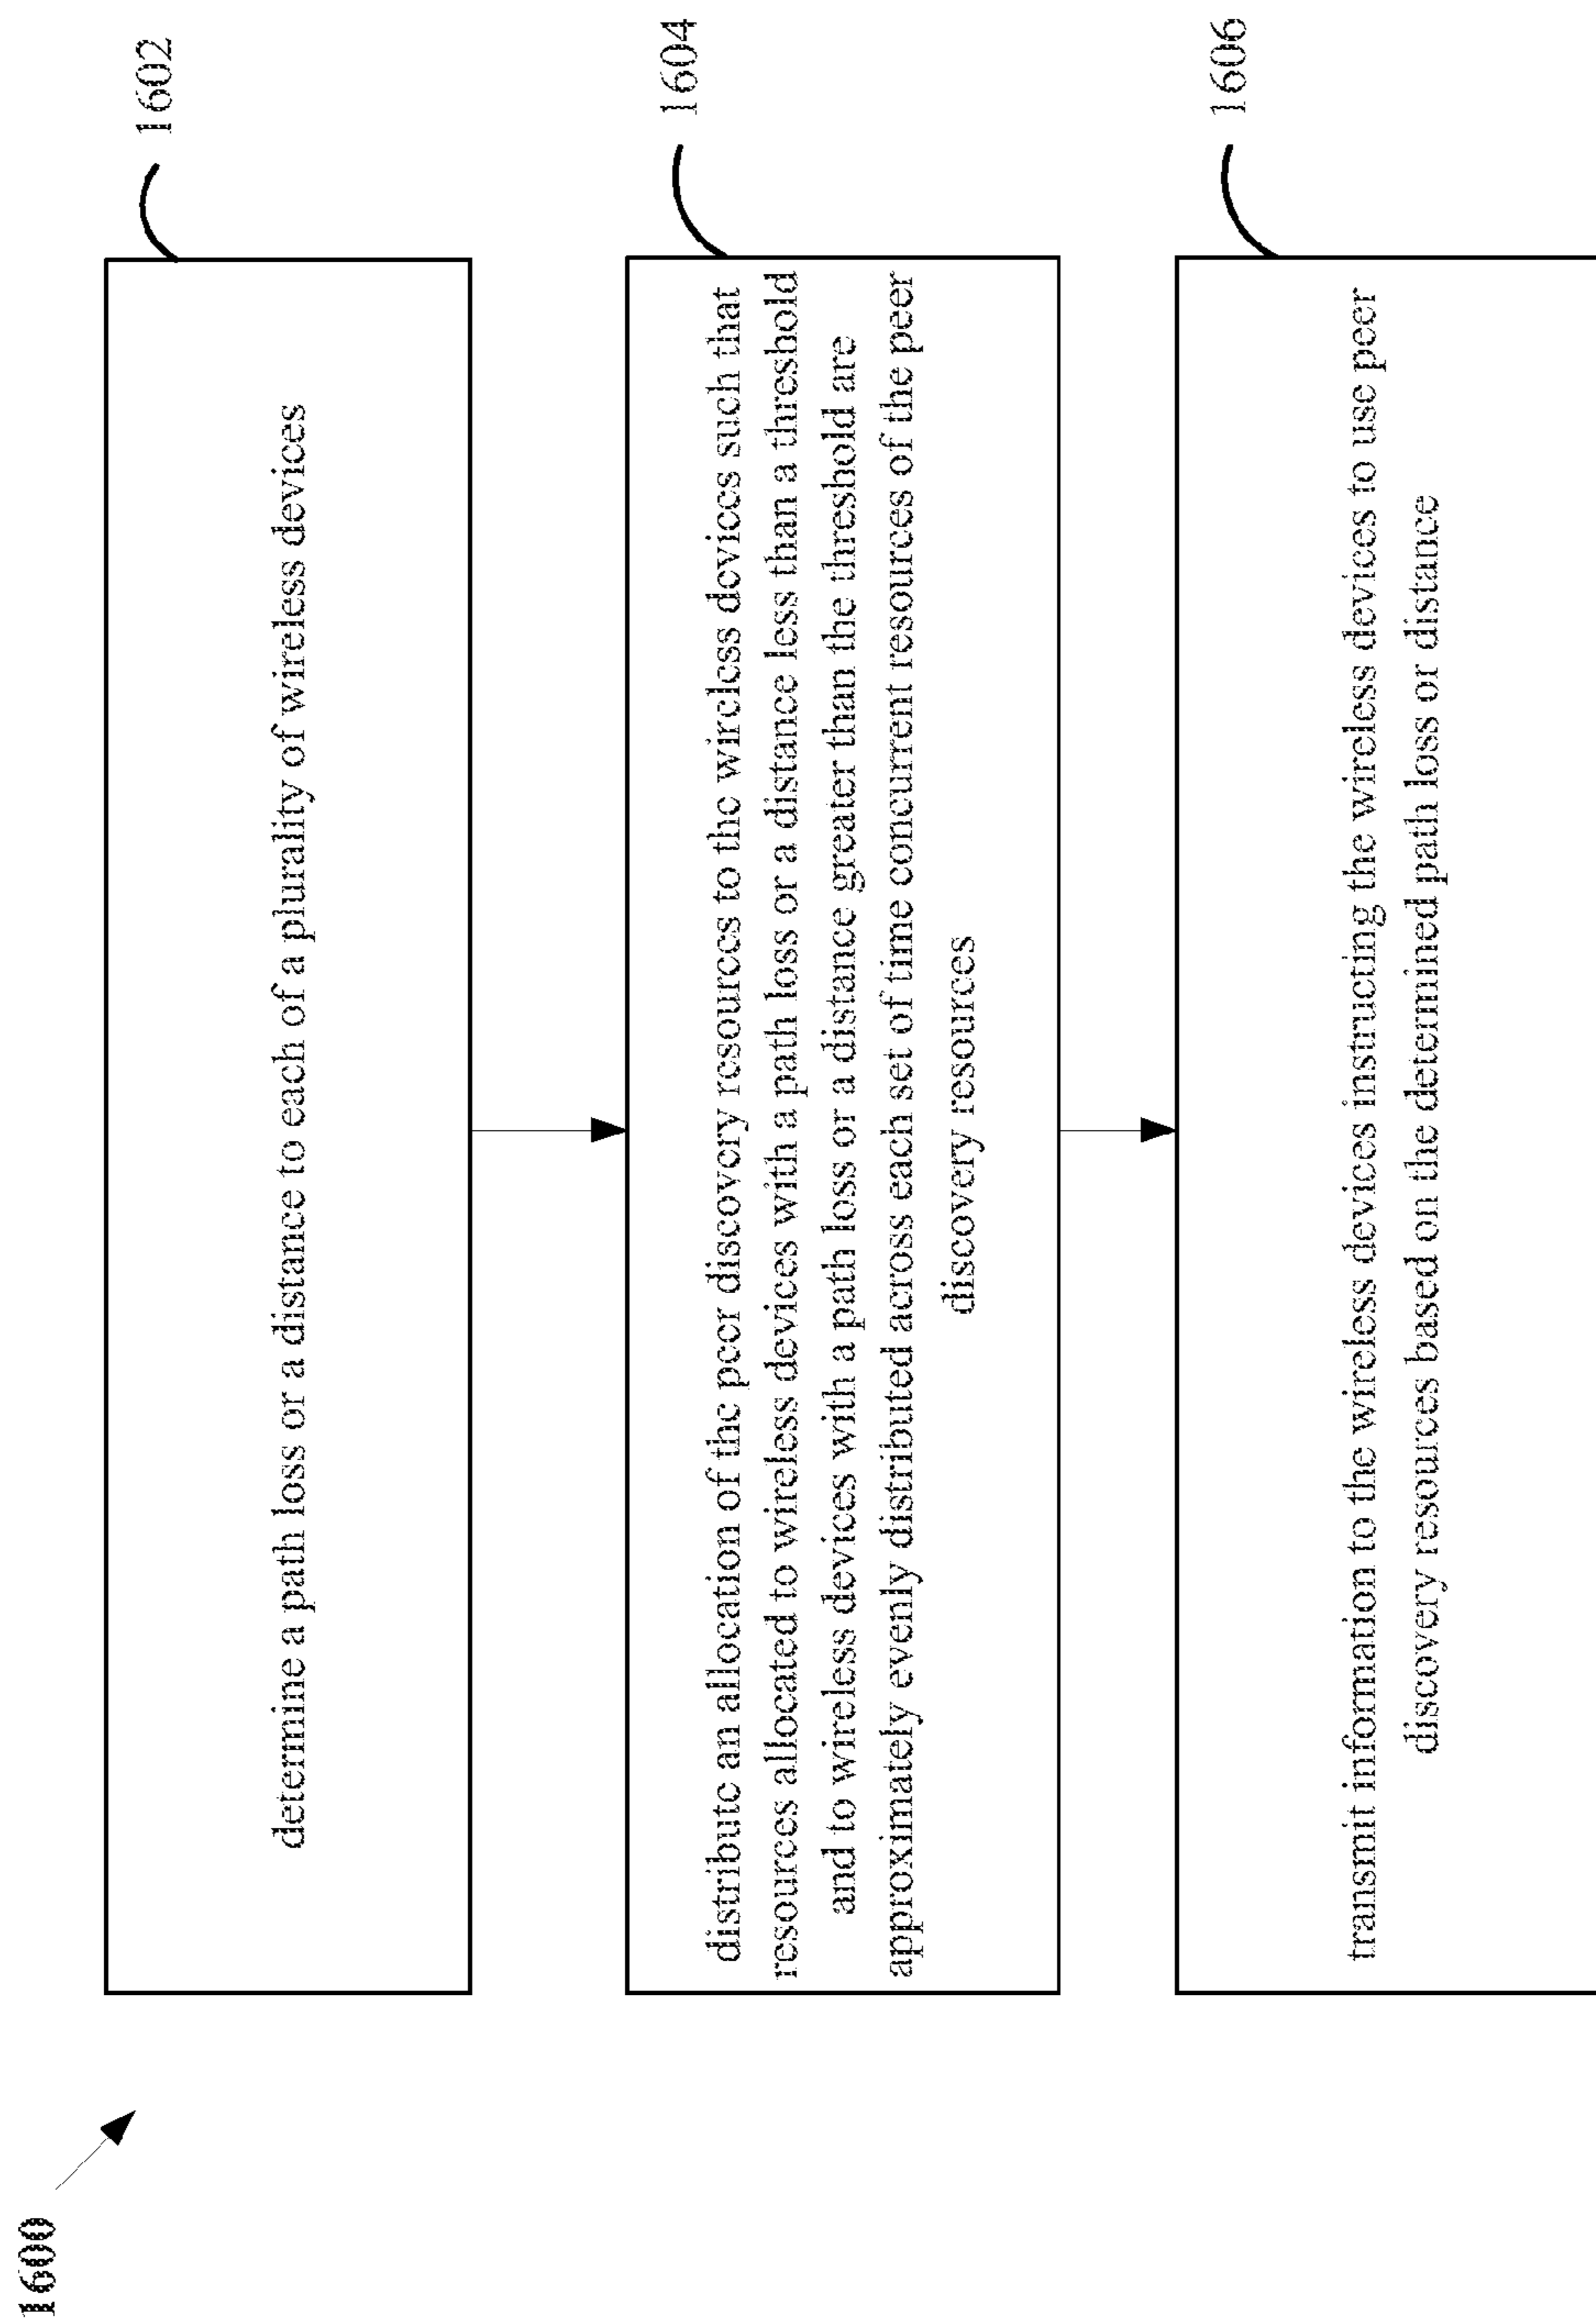 1600
1602
determine a path loss or a distance to each of a plurality of wireless devices
1604
distribute an allocation of the peer discovery resources to the wireless devices such that
resources allocated to wireless devices with a path loss or a distance less than a threshold
and to wireless devices with a path loss or a distance greater than the threshold are
approximately evenly distributed across each set of time concurrent resources of the peer
discovery resources
1606
transmit information to the wireless devices instructing the wireless devices to use peer
discovery resources based on the determined path loss or distance